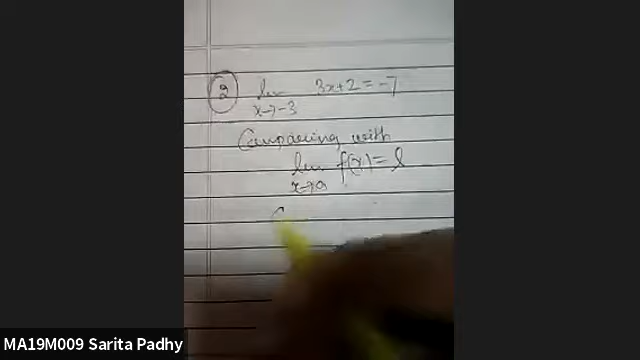 ② lim 3x+2 = -7
x→-3
Comparing with
lim f(x) = l
x→a
MA19M009 Sarita Padhy